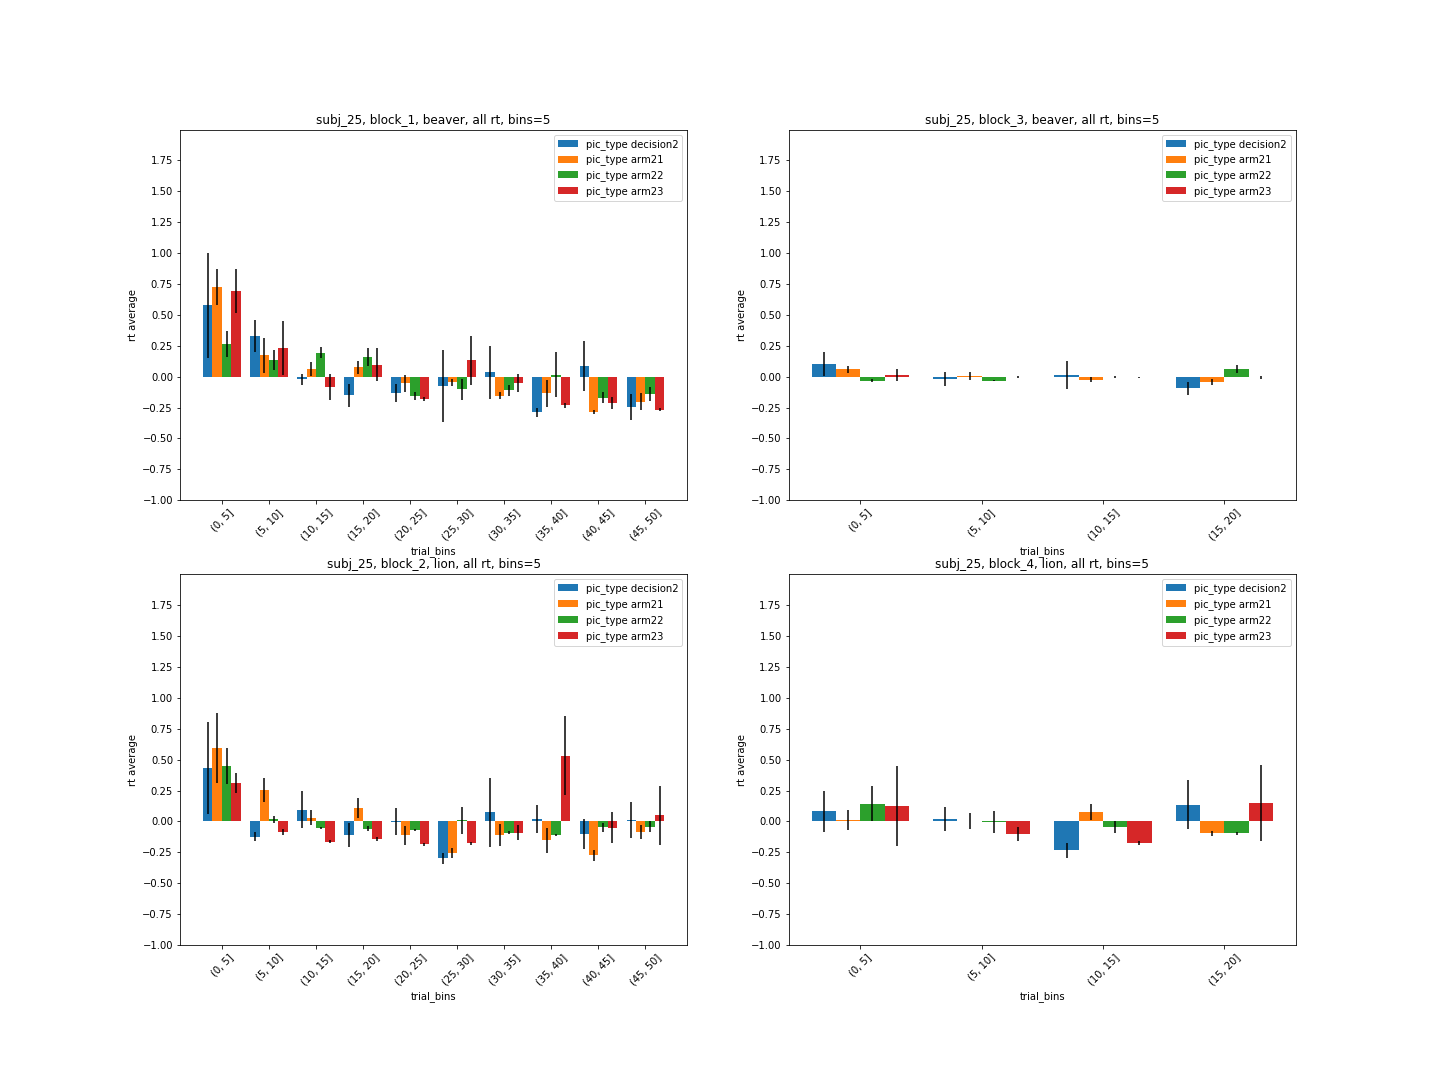 subj_25, block_1, beaver, all rt, bins=5
pic_type decision2
pic_type arm21
pic_type arm22
pic_type arm23
1.75
1.50
1.25
1.00
0.75
0.50
0.25
0.00
−0.25
−0.50
−0.75
−1.00
rt average
(0, 5]
(5, 10]
(10, 15]
(15, 20]
(20, 25]
(25, 30]
(30, 35]
(35, 40]
(40, 45]
(45, 50]
trial_bins
subj_25, block_3, beaver, all rt, bins=5
pic_type decision2
pic_type arm21
pic_type arm22
pic_type arm23
1.75
1.50
1.25
1.00
0.75
0.50
0.25
0.00
−0.25
−0.50
−0.75
−1.00
rt average
(0, 5]
(5, 10]
(10, 15]
(15, 20]
trial_bins
subj_25, block_2, lion, all rt, bins=5
pic_type decision2
pic_type arm21
pic_type arm22
pic_type arm23
1.75
1.50
1.25
1.00
0.75
0.50
0.25
0.00
−0.25
−0.50
−0.75
−1.00
rt average
(0, 5]
(5, 10]
(10, 15]
(15, 20]
(20, 25]
(25, 30]
(30, 35]
(35, 40]
(40, 45]
(45, 50]
trial_bins
subj_25, block_4, lion, all rt, bins=5
pic_type decision2
pic_type arm21
pic_type arm22
pic_type arm23
1.75
1.50
1.25
1.00
0.75
0.50
0.25
0.00
−0.25
−0.50
−0.75
−1.00
rt average
(0, 5]
(5, 10]
(10, 15]
(15, 20]
trial_bins